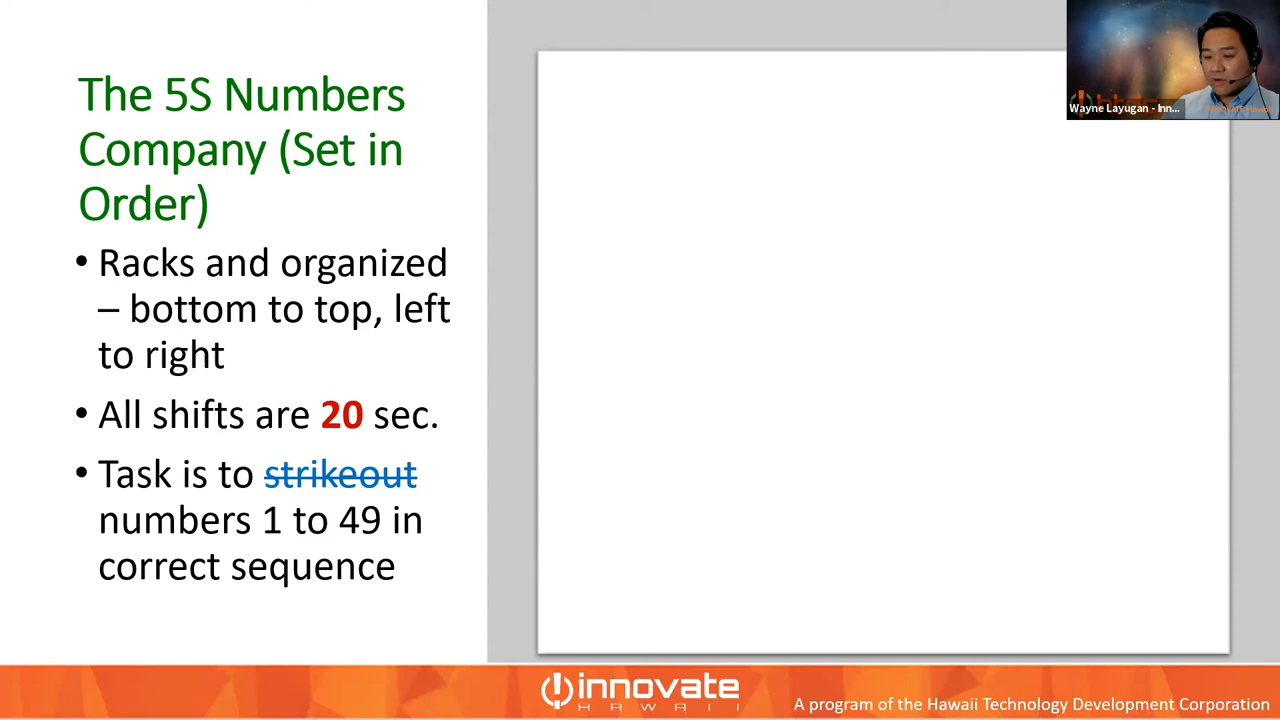 The 5S Numbers
Company (Set in
Order)
• Racks and organized
– bottom to top, left
to right
• All shifts are 20 sec.
• Task is to strikeout
numbers 1 to 49 in
correct sequence
Wayne Layugan - Inn...
innovate
HAWAII
A program of the Hawaii Technology Development Corporation